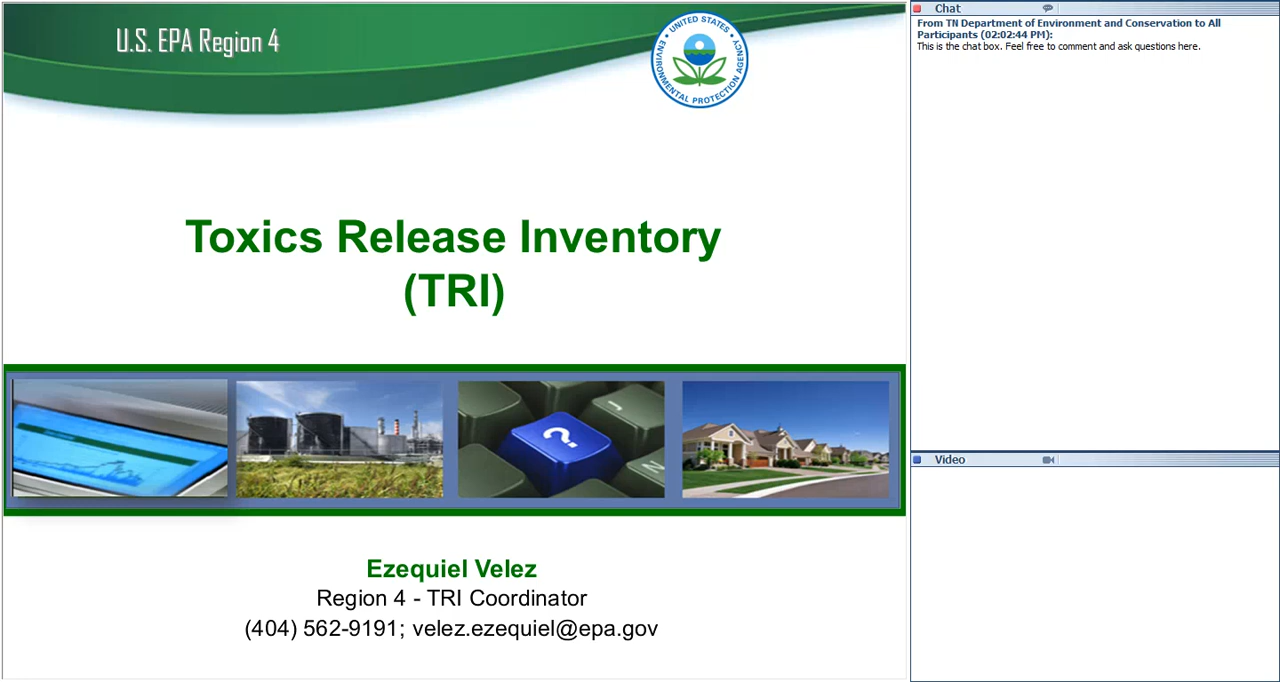 U.S. EPA Region 4
UNITED STATES
ENVIRONMENTAL PROTECTION AGENCY
Toxics Release Inventory
(TRI)
Ezequiel Velez
Region 4 - TRI Coordinator
(404) 562-9191; velez.ezequiel@epa.gov
Chat
From TN Department of Environment and Conservation to All
Participants (02:02:44 PM):
This is the chat box. Feel free to comment and ask questions here.
Video